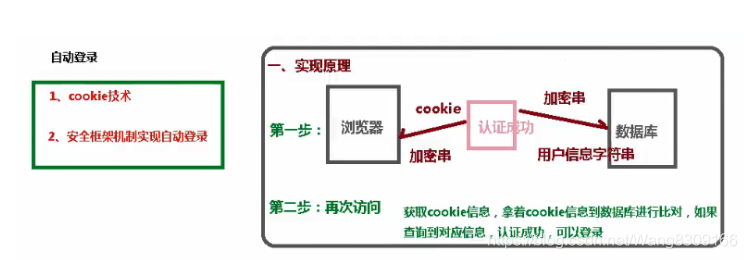 自动登录
1、cookie技术
2、安全框架机制实现自动登录
一、实现原理
第一步：
浏览器
cookie
加密串
认证成功
加密串
用户信息字符串
数据库
第二步：再次访问
获取cookie信息，拿着cookie信息到数据库进行比对，如果
查询到对应信息，认证成功，可以登录
https://blog.csdn.net/Wang8309166